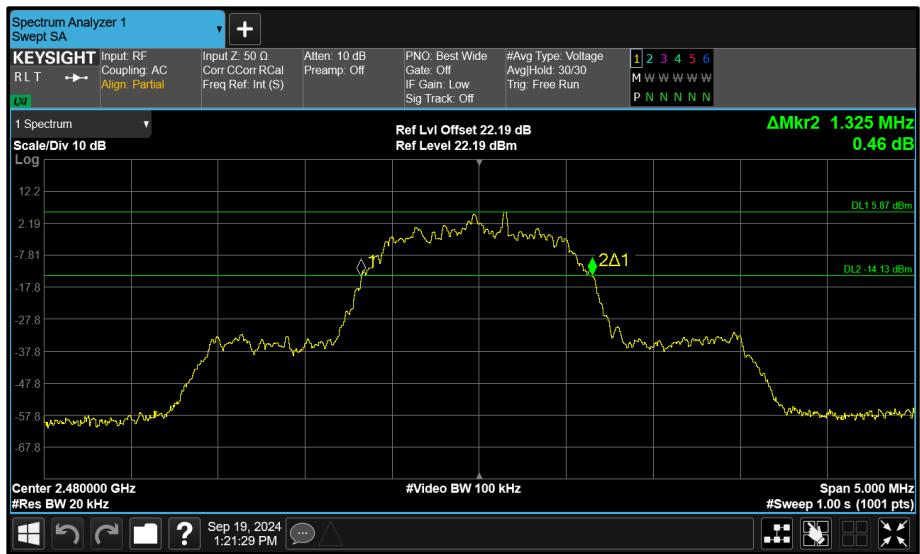 Spectrum Analyzer 1
Swept SA
KEYSIGHT
R L T
LXI
Input: RF
Coupling: AC
Align: Partial
Input Z: 50 Ω
Corr CCorr RCal
Freq Ref: Int (S)
Atten: 10 dB
Preamp: Off
PNO: Best Wide
Gate: Off
IF Gain: Low
Sig Track: Off
#Avg Type: Voltage
Avg|Hold: 30/30
Trig: Free Run
1 2 3 4 5 6
M W W W W W
P N N N N N
1 Spectrum
Scale/Div 10 dB
Log
Ref Lvl Offset 22.19 dB
Ref Level 22.19 dBm
ΔMkr2 1.325 MHz
0.46 dB
12.2
DL1 5.87 dBm
2.19
-7.81
1
2Δ1
DL2 -14.13 dBm
-17.8
-27.8
-37.8
-47.8
-57.8
-67.8
Center 2.480000 GHz
#Video BW 100 kHz
Span 5.000 MHz
#Res BW 20 kHz
#Sweep 1.00 s (1001 pts)
?
Sep 19, 2024
1:21:29 PM